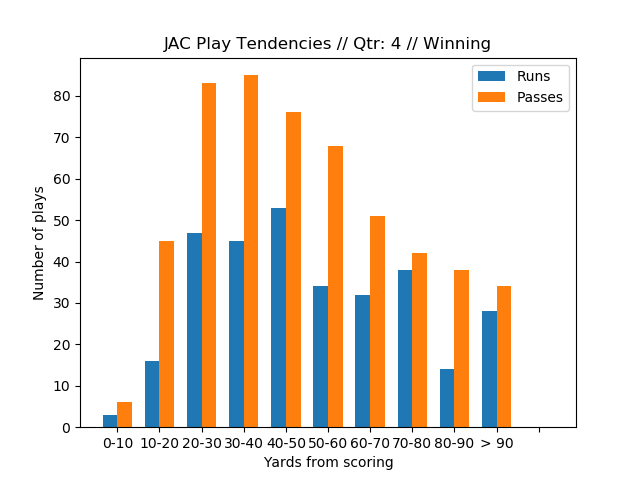 JAC Play Tendencies // Qtr: 4 // Winning
Runs
Passes
Number of plays
80
70
60
50
40
30
20
10
0
0-10 10-20 20-30 30-40 40-50 50-60 60-70 70-80 80-90 > 90
Yards from scoring